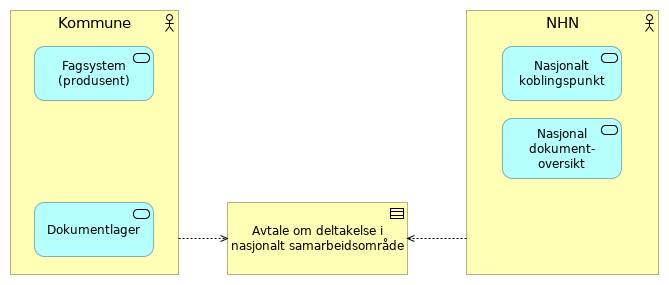 Kommune
Fagsystem
(produsent)
Dokumentlager
Avtale om deltakelse i
nasjonalt samarbeidsområde
NHN
Nasjonalt
koblingspunkt
Nasjonal
dokument-
oversikt